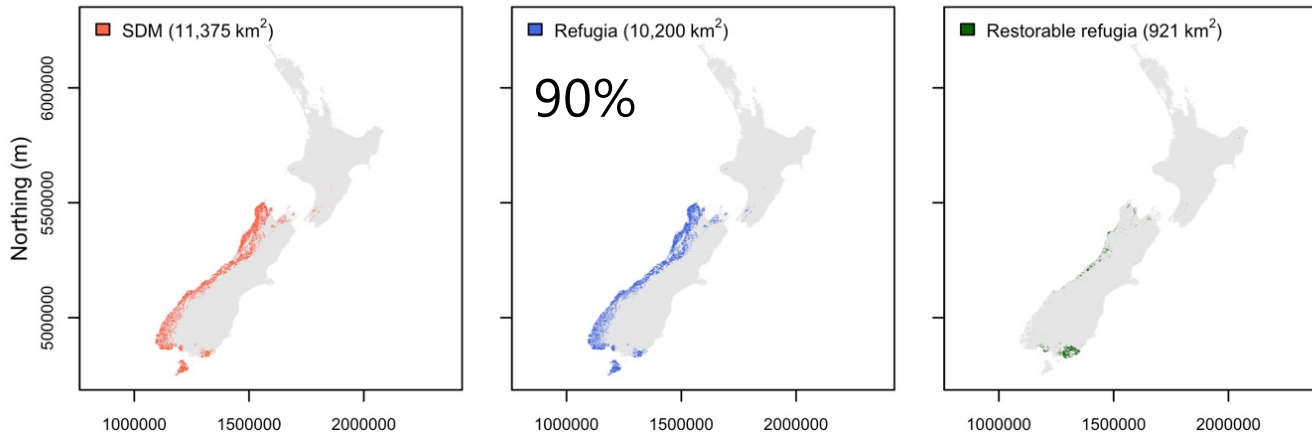 SDM (11,375 km²)
Refugia (10,200 km²)
Restorable refugia (921 km²)
90%
Northing (m)
6000000
5500000
5000000
1000000 1500000 2000000
1000000 1500000 2000000
1000000 1500000 2000000